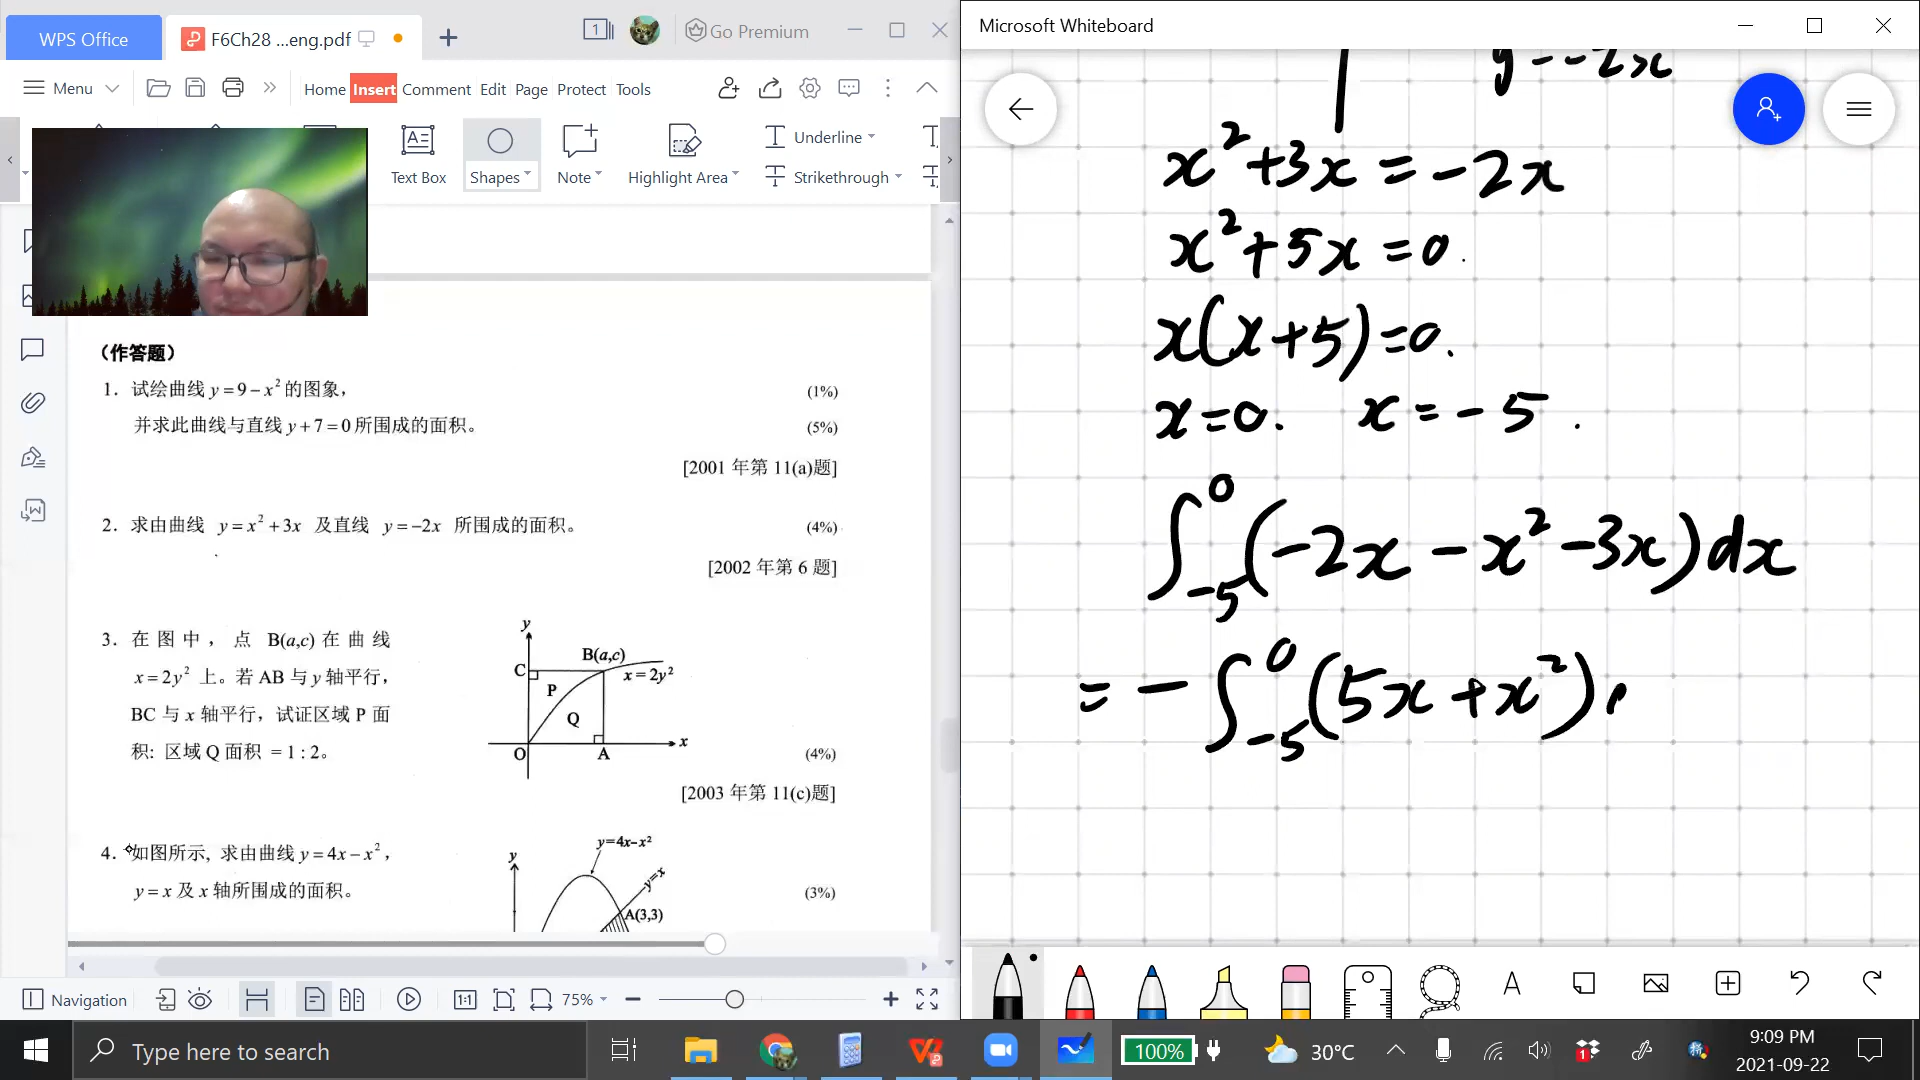 WPS Office
F6Ch28 ...eng.pdf
1
Go Premium
Menu
Home Insert Comment Edit Page Protect Tools
Text Box
Shapes
Note
Highlight Area
Underline
Strikethrough
（作答题）
1. 试绘曲线 y = 9 − x² 的图象， (1%)
并求此曲线与直线 y + 7 = 0 所围成的面积。 (5%)
[2001 年第 11(a)题]
2. 求由曲线 y = x² + 3x 及直线 y = −2x 所围成的面积。 (4%)
[2002 年第 6 题]
3. 在图中，点 B(a,c) 在曲线
x = 2y² 上。若 AB 与 y 轴平行，
BC 与 x 轴平行，试证区域 P 面
积: 区域 Q 面积 = 1 : 2。 (4%)
y
C
B(a,c)
x = 2y²
P
Q
O
A
x
[2003 年第 11(c)题]
4. 如图所示, 求由曲线 y = 4x − x²，
y = x 及 x 轴所围成的面积。 (3%)
y=4x−x²
y
y=x
A(3,3)
Navigation
1:1
75%
Microsoft Whiteboard
y = -2x
x²+3x = -2x
x²+5x = 0.
x(x+5)=0.
x=0. x=-5.
∫₋₅⁰ (-2x - x² - 3x)dx
= - ∫₋₅⁰ (5x + x²)
Type here to search
100%
30°C
1
9:09 PM
2021-09-22